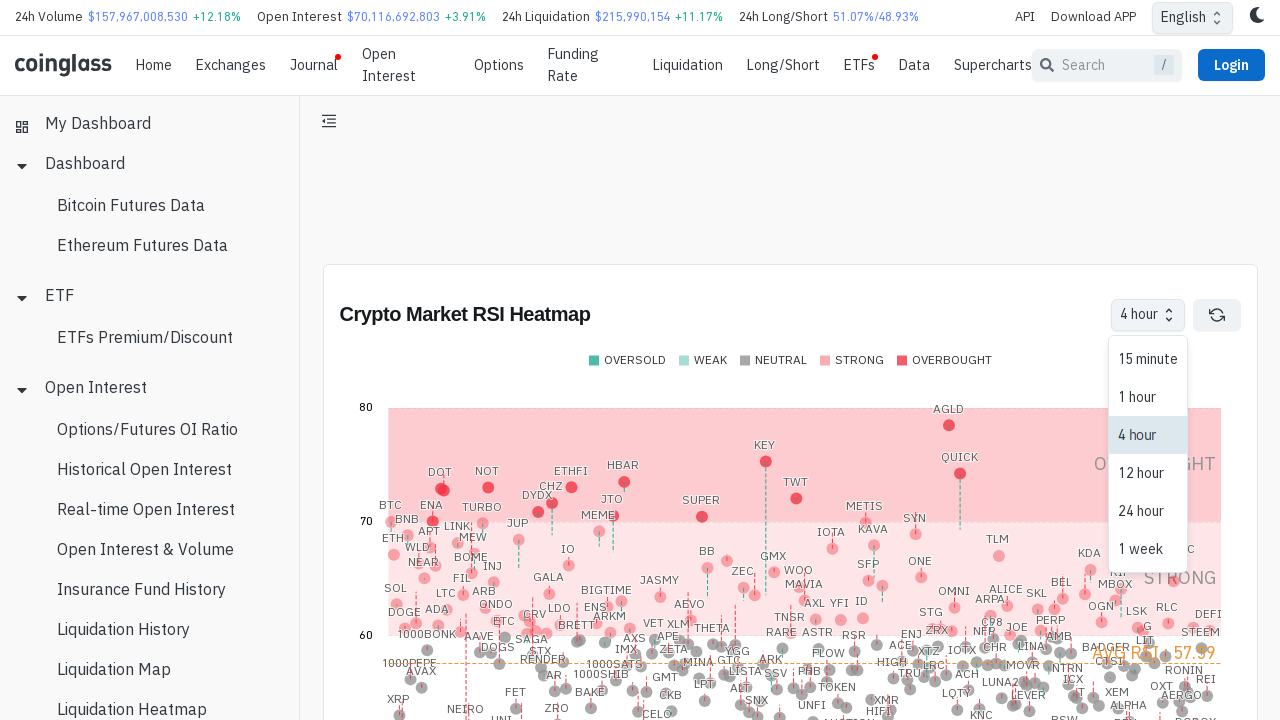 24h Volume $157,967,008,530 +12.18% Open Interest $70,116,692,803 +3.91% 24h Liquidation $215,990,154 +11.17% 24h Long/Short 51.07%/48.93% API Download APP English
coinglass Home Exchanges Journal Open Interest Options Funding Rate Liquidation Long/Short ETFs Data Supercharts Search / Login
My Dashboard
Dashboard
Bitcoin Futures Data
Ethereum Futures Data
ETF
ETFs Premium/Discount
Open Interest
Options/Futures OI Ratio
Historical Open Interest
Real-time Open Interest
Open Interest & Volume
Insurance Fund History
Liquidation History
Liquidation Map
Liquidation Heatmap
Crypto Market RSI Heatmap
4 hour
15 minute
1 hour
4 hour
12 hour
24 hour
1 week
OVERSOLD WEAK NEUTRAL STRONG OVERBOUGHT
80
AGLD
KEY
QUICK
HBAR
DOT NOT ETHFI
TWT
CHZ
DYDX JTO SUPER
BTC ENA TURBO METIS
70
BNB LINK JUP MEME SYN
ETH APT MEW IOTA KAVA
WLD BOME IO BB ONE TLM KDA
NEAR INJ GMX SFP
FIL GALA JASMY ZEC WOO
SOL LTC ARB BIGTIME MAVIA OMNI ALICE BEL MBOX
DOGE ADA ONDO LDO ENS AEVO AXL YFI ID STG ARPA SKL OGN LSK RLC DEFI
ETC CRV BRETT ARKM VET XLM TNSR C98 PERP
60
1000BONK AAVE SAGA AXS APE THETA RARE ASTR RSR ENJ ZRX NFP JOE AMB LIT STEEM
DOGS STX IMX ZETA YGG FLOW ACE XTZ IOTX CHR LINA BADGER
AVG RSI : 57.59
1000PEPE AVAX RENDER 1000SATS MINA GTC ARK HIGH LRC MOVR CTSI RONIN
AR 1000SHIB GMT LPT LISTA SSV PHB TRU ACH NTRN ICX REI
XRP FET BAKE CKB ALT TOKEN LUNA2 OXT
SNX UNFI XMR LQTY LEVER XEM AERGO
NEIRO ZRO CELO HIFI KNC ALPHA
UNI
STRONG